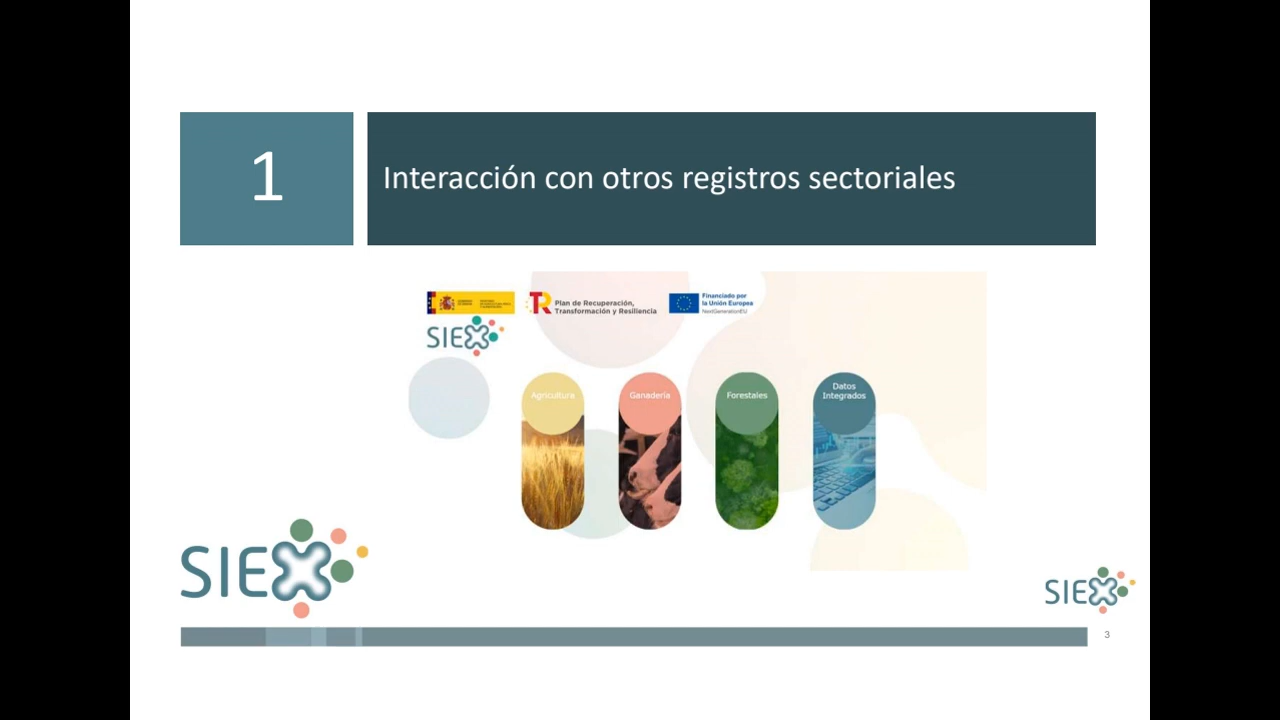 1
Interacción con otros registros sectoriales
Plan de Recuperación,
Transformación y Resiliencia
Financiado por
la Unión Europea
NextGenerationEU
SIEX
Agricultura
Ganadería
Forestales
Datos
Integrados
SIEX
SIEX
3